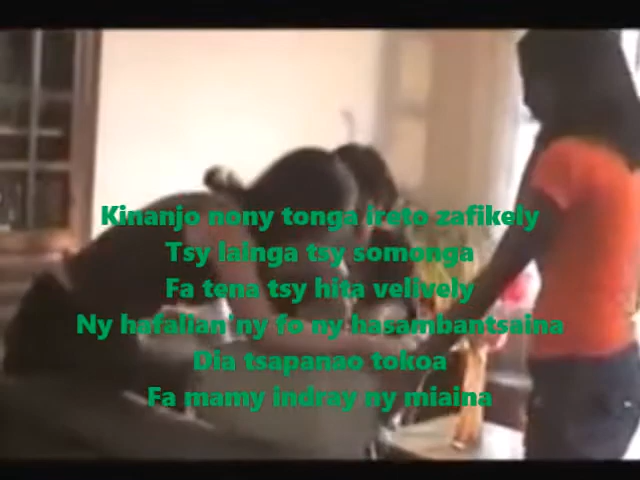 Kinanjo nony tonga ireto zafikely
Tsy lainga tsy somonga
Fa tena tsy hita velively
Ny hafalian'ny fo ny hasambantsaina
Dia tsapanao tokoa
Fa mamy indray ny miaina